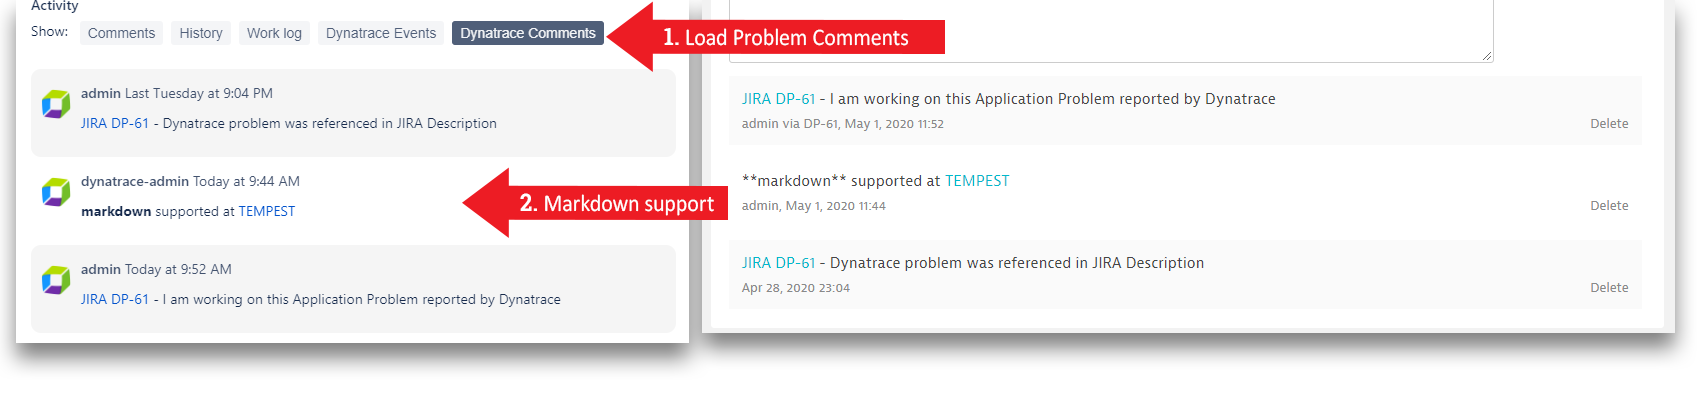 Activity
Show: Comments History Work log Dynatrace Events Dynatrace Comments
1. Load Problem Comments
admin Last Tuesday at 9:04 PM
JIRA DP-61 - Dynatrace problem was referenced in JIRA Description
dynatrace-admin Today at 9:44 AM
markdown supported at TEMPEST
2. Markdown support
admin Today at 9:52 AM
JIRA DP-61 - I am working on this Application Problem reported by Dynatrace
JIRA DP-61 - I am working on this Application Problem reported by Dynatrace
admin via DP-61, May 1, 2020 11:52 Delete
**markdown** supported at TEMPEST
admin, May 1, 2020 11:44 Delete
JIRA DP-61 - Dynatrace problem was referenced in JIRA Description
Apr 28, 2020 23:04 Delete